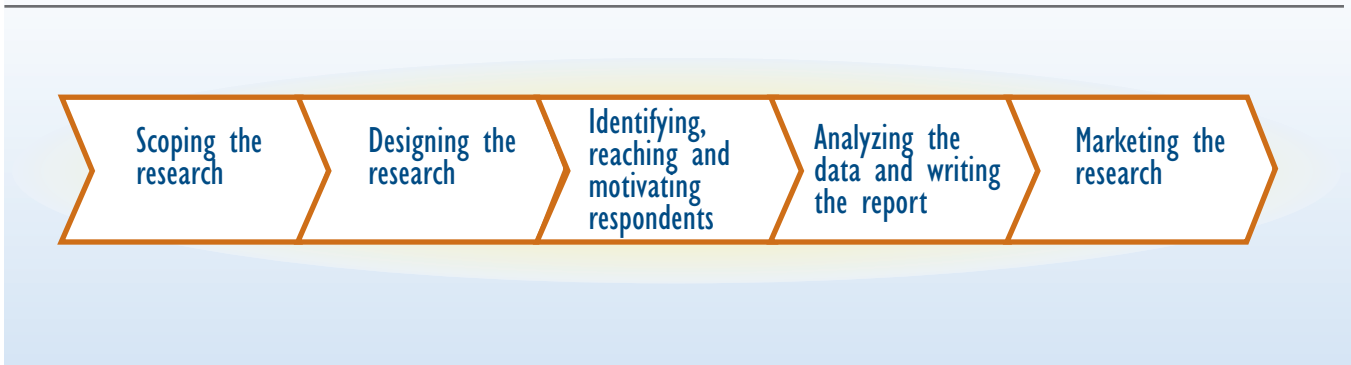 Scoping the
research
Designing the
research
Identifying,
reaching and
motivating
respondents
Analyzing the
data and writing
the report
Marketing the
research